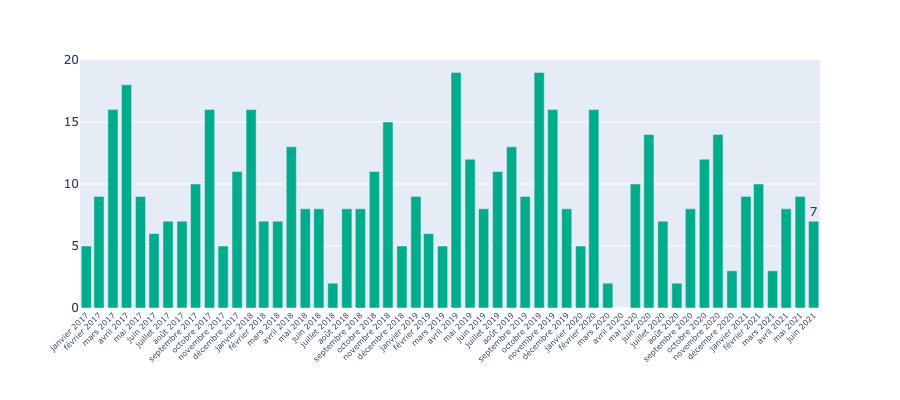 20
15
10
5
0
7
janvier 2017
février 2017
mars 2017
avril 2017
mai 2017
juin 2017
juillet 2017
août 2017
septembre 2017
octobre 2017
novembre 2017
décembre 2017
janvier 2018
février 2018
mars 2018
avril 2018
mai 2018
juin 2018
juillet 2018
août 2018
septembre 2018
octobre 2018
novembre 2018
décembre 2018
janvier 2019
février 2019
mars 2019
avril 2019
mai 2019
juin 2019
juillet 2019
août 2019
septembre 2019
octobre 2019
novembre 2019
décembre 2019
janvier 2020
février 2020
mars 2020
avril 2020
mai 2020
juin 2020
juillet 2020
août 2020
septembre 2020
octobre 2020
novembre 2020
décembre 2020
janvier 2021
février 2021
mars 2021
avril 2021
mai 2021
juin 2021